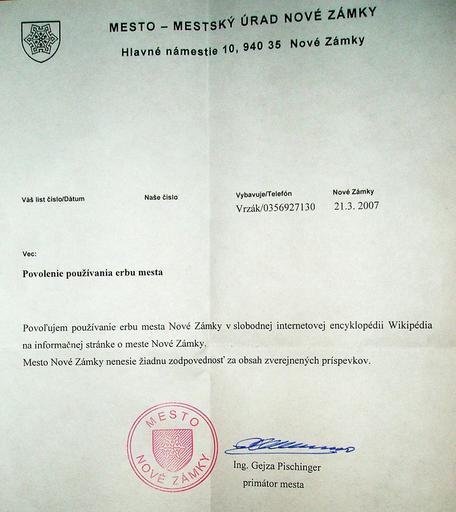 MESTO – MESTSKÝ ÚRAD NOVÉ ZÁMKY
Hlavné námestie 10, 940 35 Nové Zámky
Váš list číslo/Dátum Naše číslo Vybavuje/Telefón Nové Zámky
Vrzák/0356927130 21.3. 2007
Vec:
Povolenie používania erbu mesta
Povoľujem používanie erbu mesta Nové Zámky v slobodnej internetovej encyklopédii Wikipédia
na informačnej stránke o meste Nové Zámky.
Mesto Nové Zámky nenesie žiadnu zodpovednosť za obsah zverejnených príspevkov.
MESTO
NOVÉ ZÁMKY
Ing. Gejza Pischinger
primátor mesta